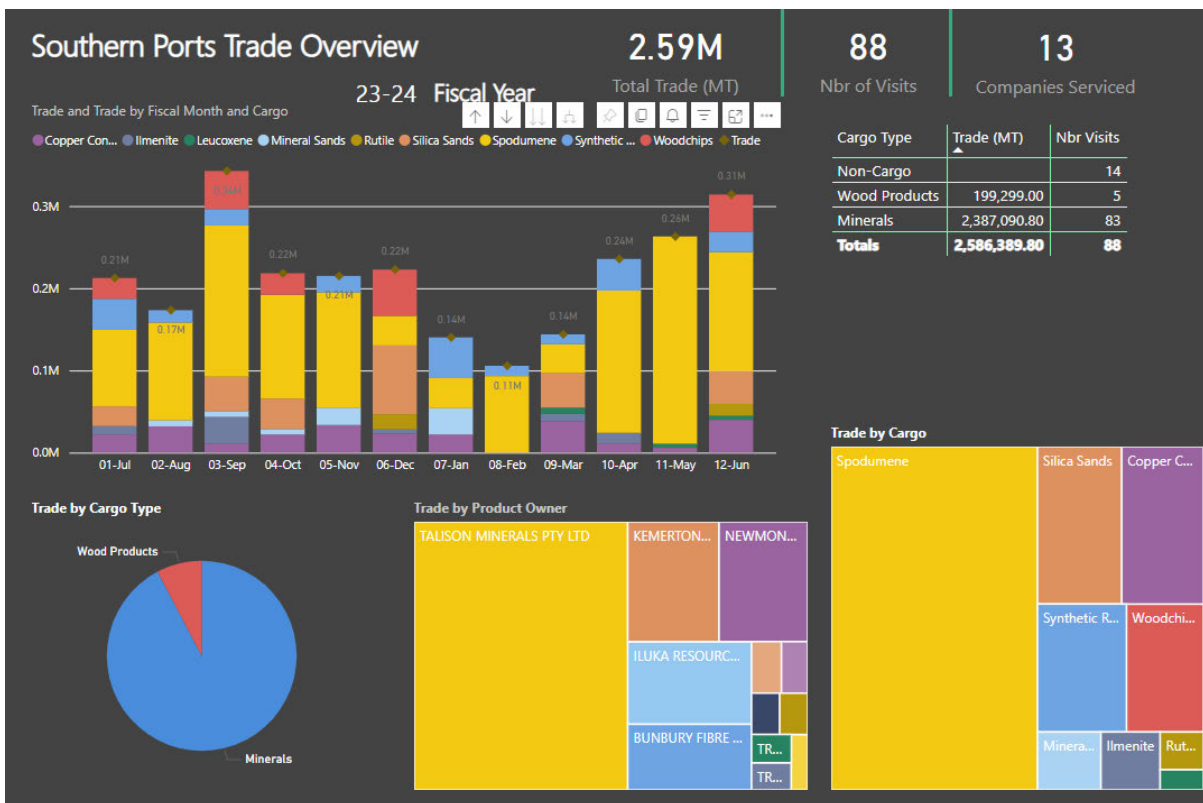 Southern Ports Trade Overview
23-24 Fiscal Year
2.59M
Total Trade (MT)
88
Nbr of Visits
13
Companies Serviced
Trade and Trade by Fiscal Month and Cargo
Copper Con... Ilmenite Leucoxene Mineral Sands Rutile Silica Sands Spodumene Synthetic ... Woodchips Trade
0.3M
0.2M
0.1M
0.0M
0.21M
0.17M
0.34M
0.22M
0.21M
0.22M
0.14M
0.11M
0.14M
0.24M
0.26M
0.31M
01-Jul 02-Aug 03-Sep 04-Oct 05-Nov 06-Dec 07-Jan 08-Feb 09-Mar 10-Apr 11-May 12-Jun
Cargo Type Trade (MT) Nbr Visits
Non-Cargo 14
Wood Products 199,299.00 5
Minerals 2,387,090.80 83
Totals 2,586,389.80 88
Trade by Cargo Type
Wood Products
Minerals
Trade by Product Owner
TALISON MINERALS PTY LTD
KEMERTON...
NEWMON...
ILUKA RESOURC...
BUNBURY FIBRE ...
TR...
TR...
Trade by Cargo
Spodumene
Silica Sands
Copper C...
Synthetic R...
Woodchi...
Minera...
Ilmenite
Rut...